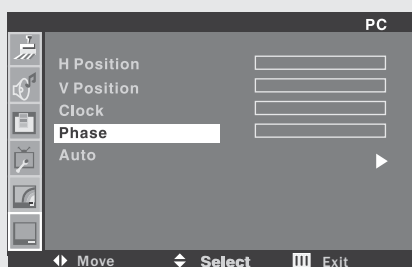 PC
H Position
V Position
Clock
Phase
Auto
Move Select Exit